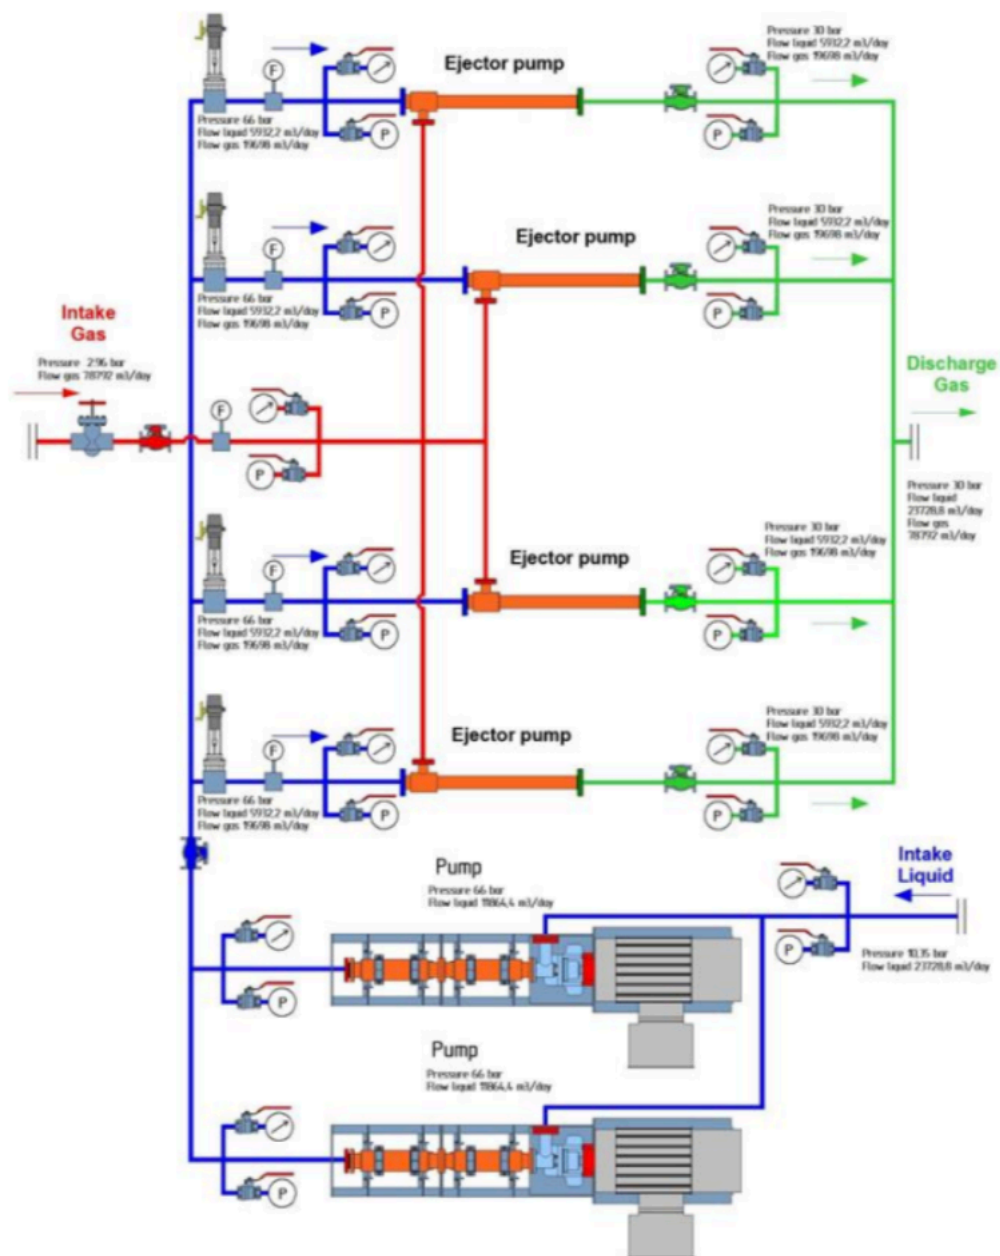 Pressure 30 bar
Flow liquid 5932,2 m3/day
Flow gas 19698 m3/day
Ejector pump
F
P
P
Pressure 66 bar
Flow liquid 5932,2 m3/day
Flow gas 19698 m3/day
Pressure 30 bar
Flow liquid 5932,2 m3/day
Flow gas 19698 m3/day
Ejector pump
F
P
P
Pressure 66 bar
Flow liquid 5932,2 m3/day
Flow gas 19698 m3/day
Intake
Gas
Pressure 2.96 bar
Flow gas 78792 m3/day
F
P
Discharge
Gas
Pressure 30 bar
Flow liquid
23728,8 m3/day
Flow gas
78792 m3/day
Pressure 30 bar
Flow liquid 5932,2 m3/day
Flow gas 19698 m3/day
Ejector pump
F
P
P
Pressure 66 bar
Flow liquid 5932,2 m3/day
Flow gas 19698 m3/day
Pressure 30 bar
Flow liquid 5932,2 m3/day
Flow gas 19698 m3/day
Ejector pump
F
P
P
Pressure 66 bar
Flow liquid 5932,2 m3/day
Flow gas 19698 m3/day
Pump
Pressure 66 bar
Flow liquid 11864,4 m3/day
Intake
Liquid
P
Pressure 10.35 bar
Flow liquid 23728,8 m3/day
P
Pump
Pressure 66 bar
Flow liquid 11864,4 m3/day
P